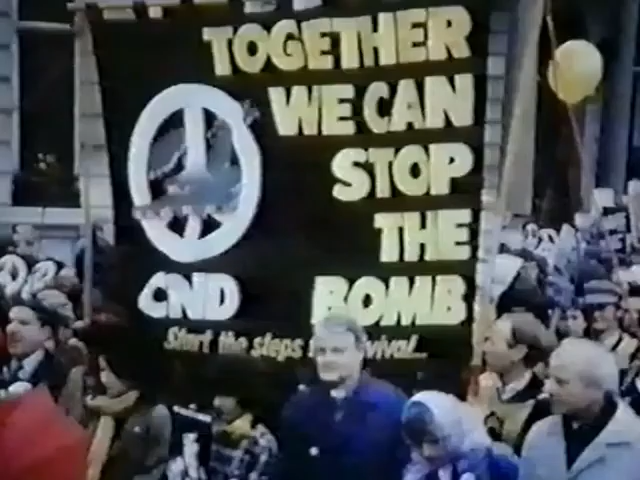 TOGETHER
WE CAN
STOP
THE
CND BOMB
Start the steps